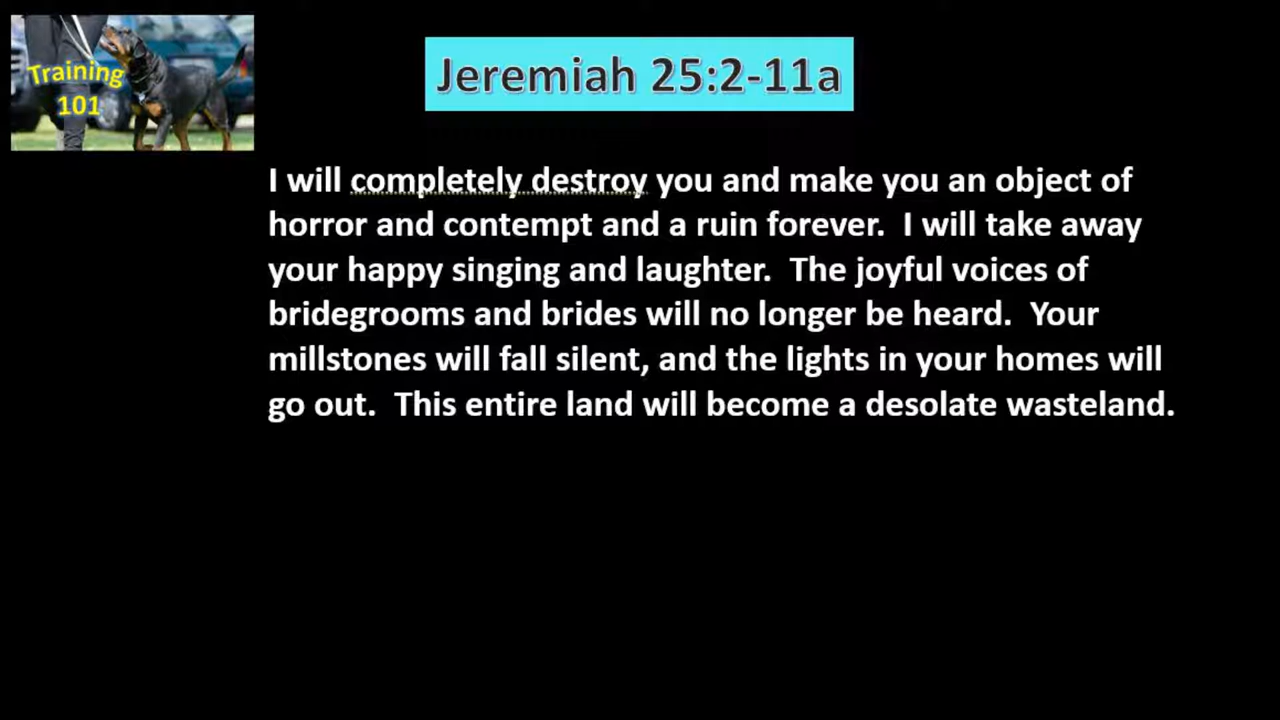 Training
101
Jeremiah 25:2-11a
I will completely destroy you and make you an object of
horror and contempt and a ruin forever.  I will take away
your happy singing and laughter.  The joyful voices of
bridegrooms and brides will no longer be heard.  Your
millstones will fall silent, and the lights in your homes will
go out.  This entire land will become a desolate wasteland.